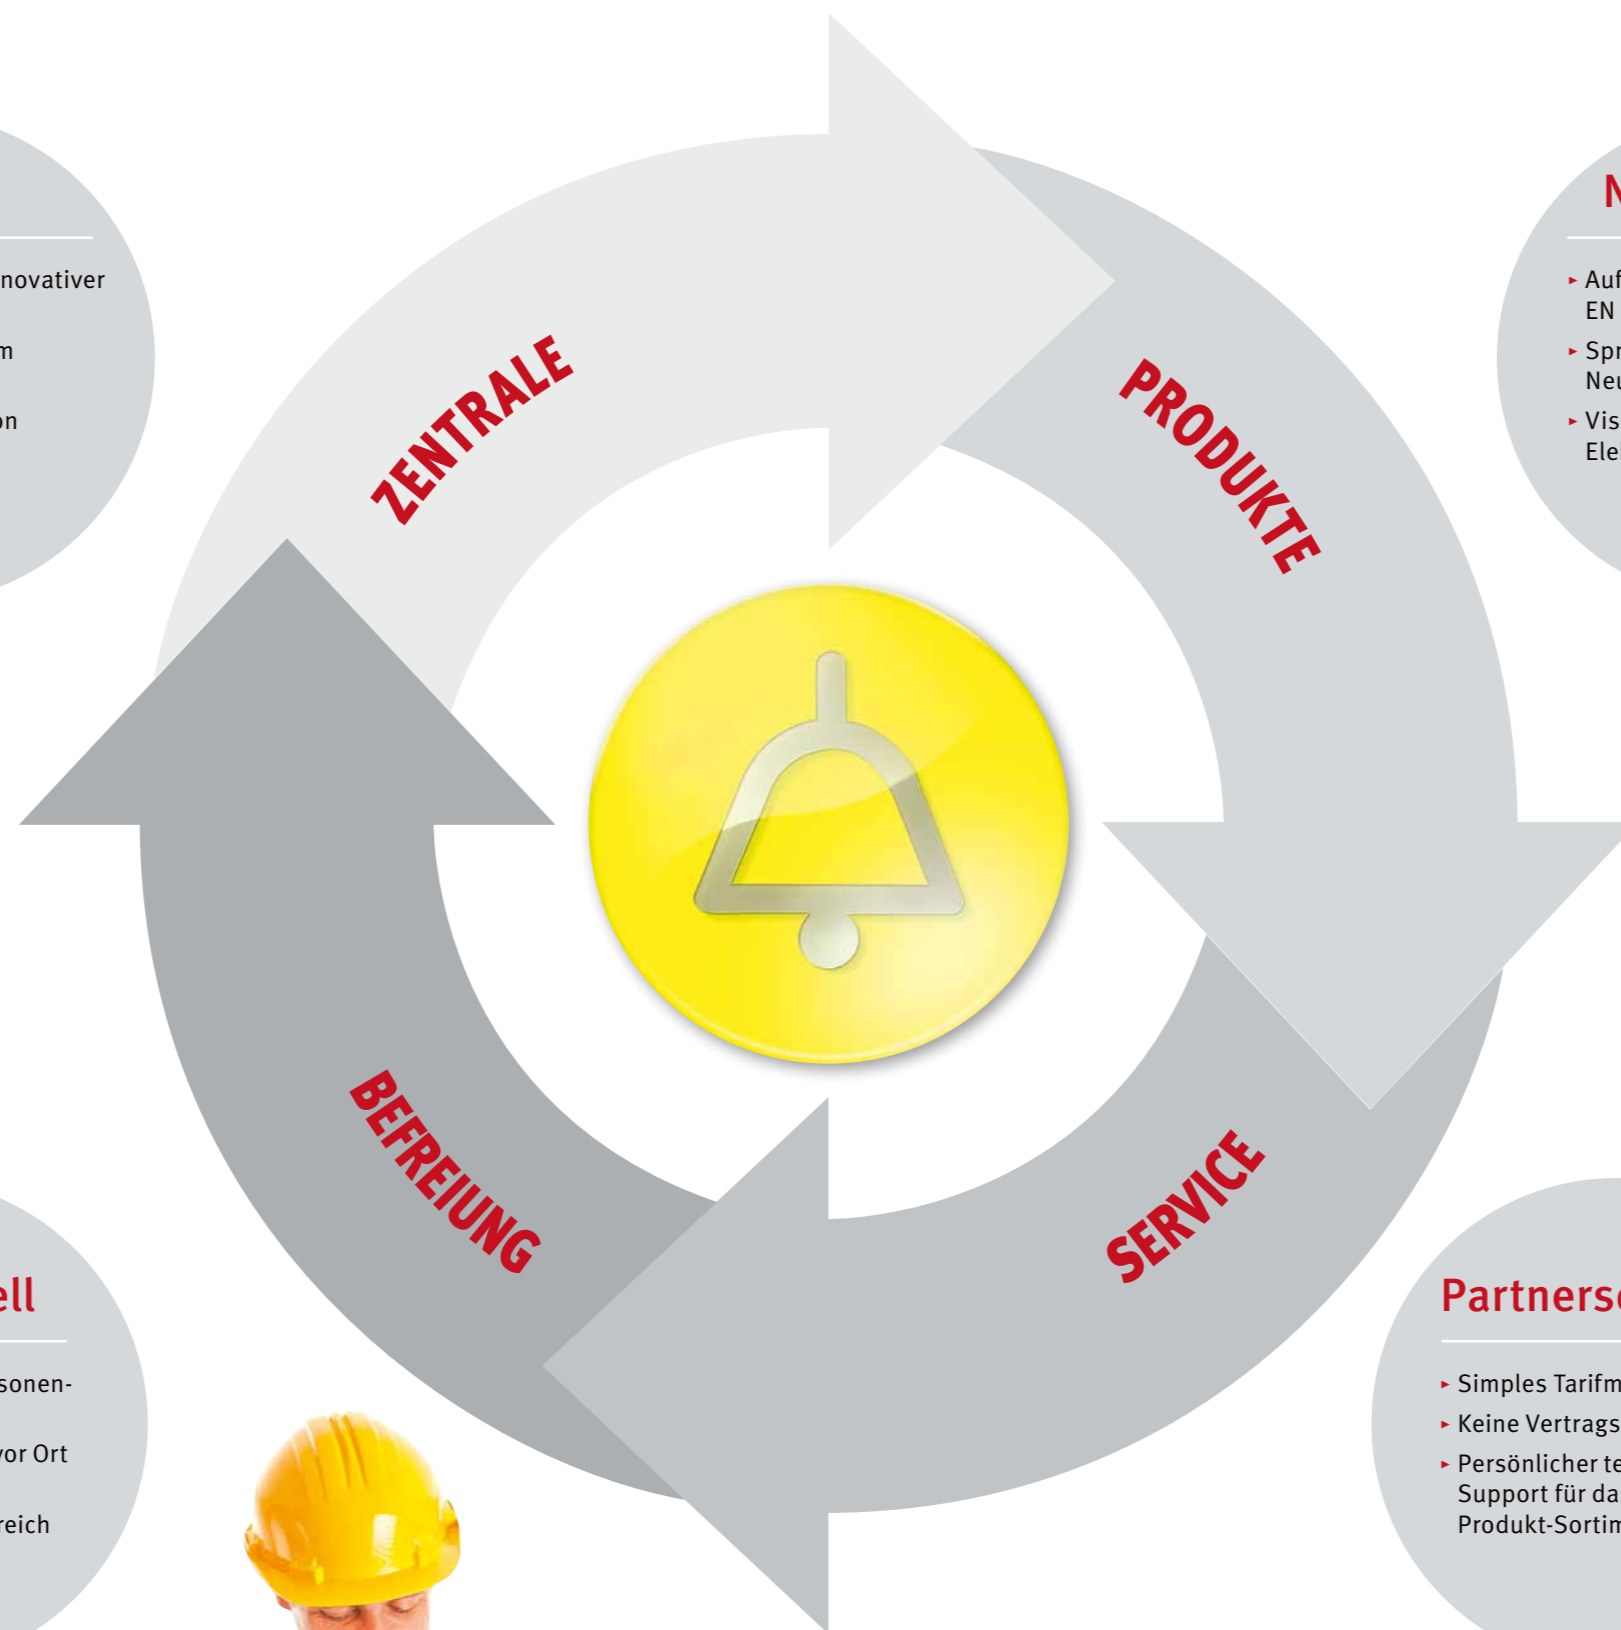 novativer
m
on
ZENTRALE
PRODUKTE
N
▸ Auf
EN
▸ Spr
Neu
▸ Vis
Ele
BEFREIUNG
SERVICE
ell
sonen-
vor Ort
reich
Partners
▸ Simples Tarifm
▸ Keine Vertrags
▸ Persönlicher te
Support für da
Produkt-Sortim